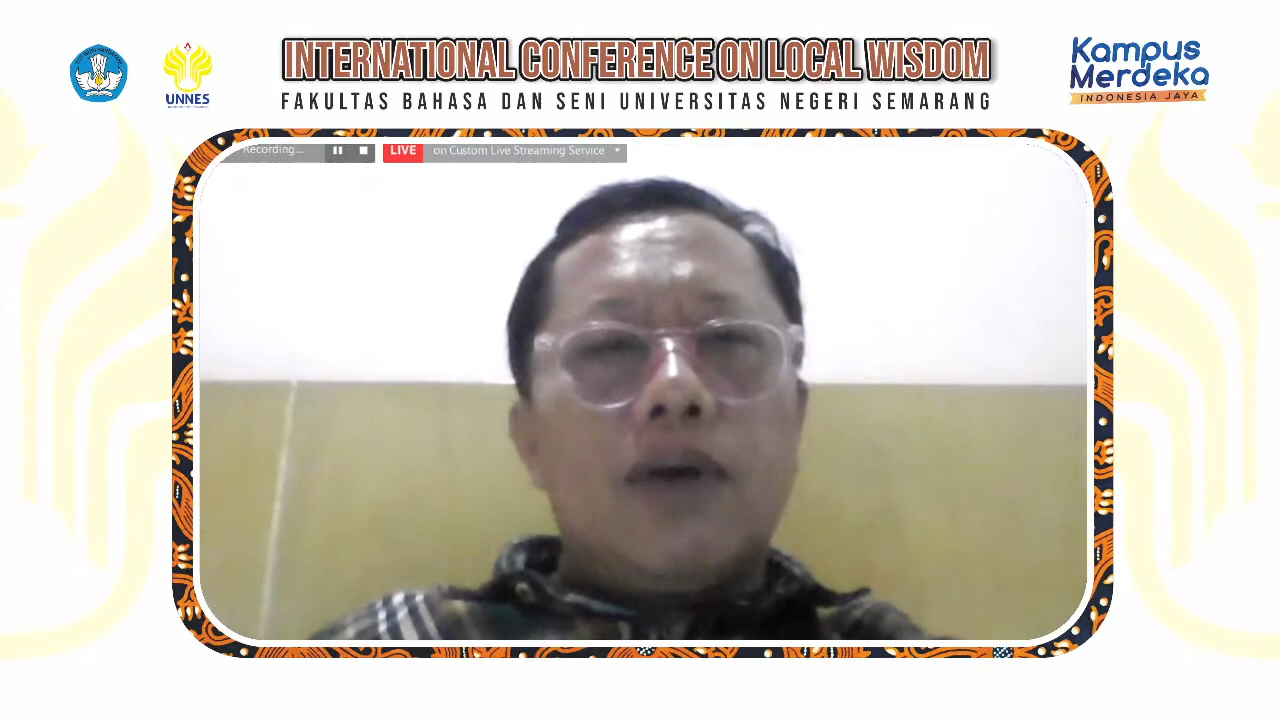 INTERNATIONAL CONFERENCE ON LOCAL WISDOM
FAKULTAS BAHASA DAN SENI UNIVERSITAS NEGERI SEMARANG
UNNES
Kampus
Merdeka
INDONESIA JAYA
Recording...
LIVE on Custom Live Streaming Service